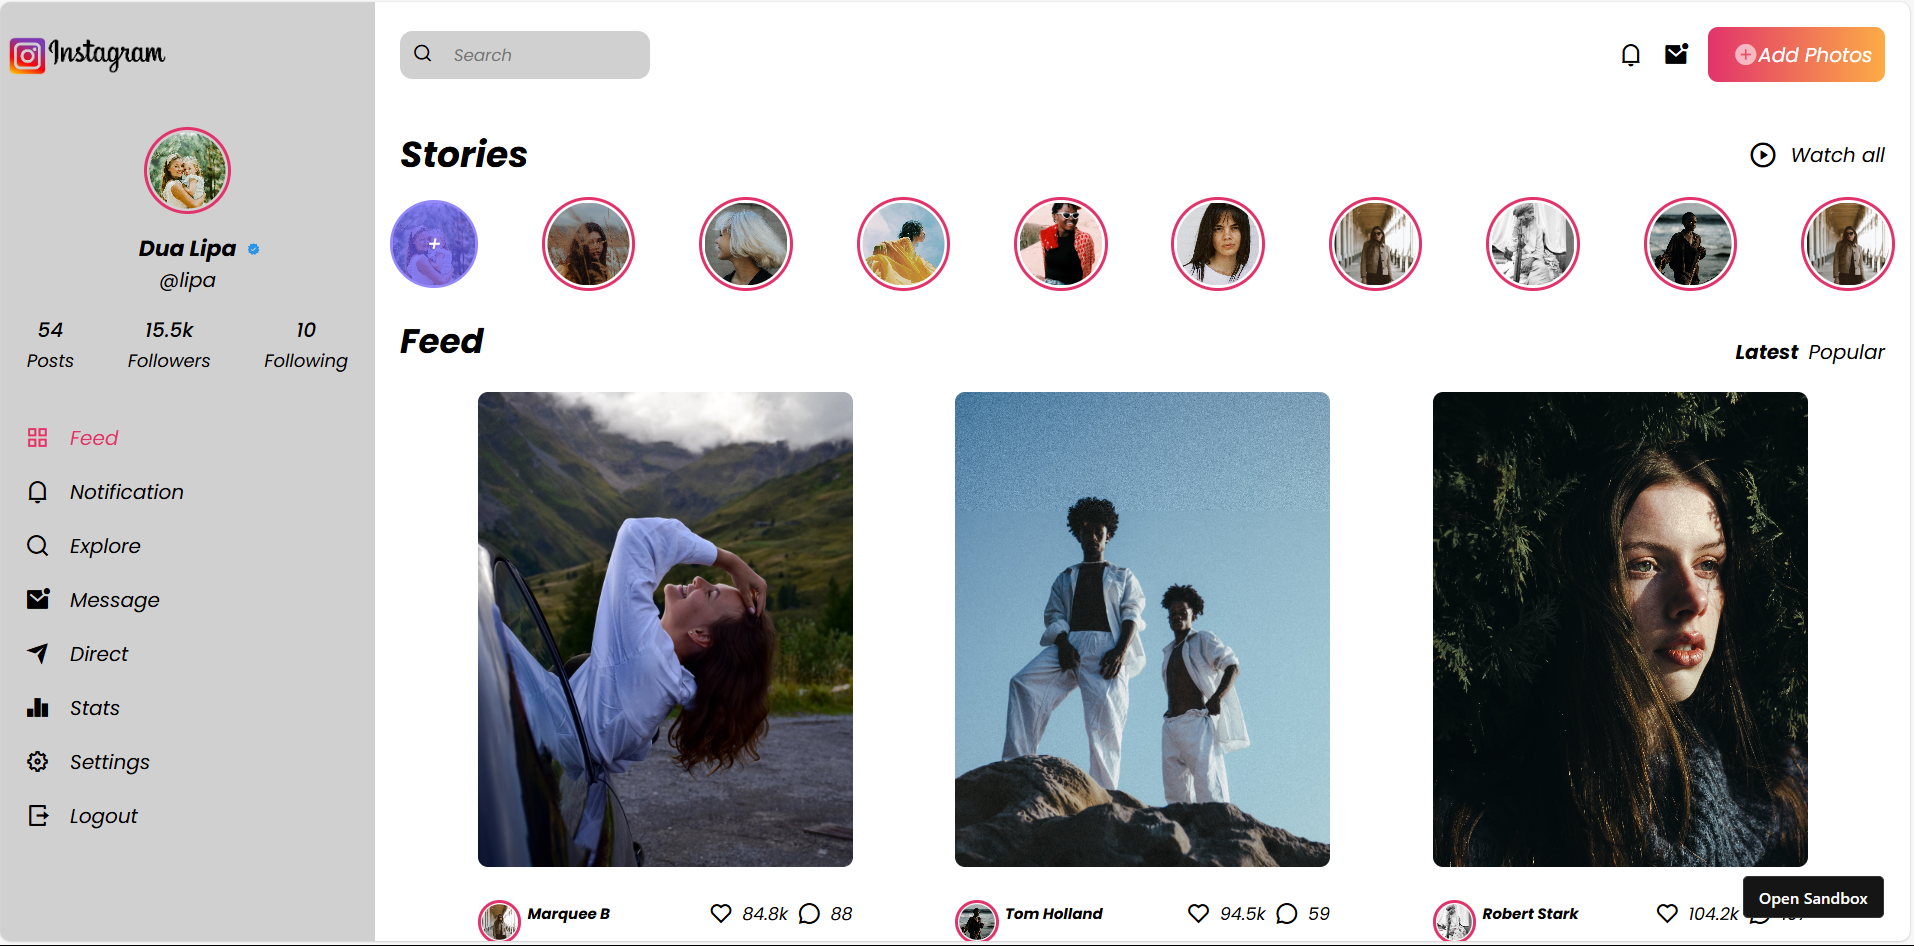 Instagram
Search
Add Photos
Stories
Watch all
Dua Lipa
@lipa
54 15.5k 10
Posts Followers Following
Feed
Latest Popular
Feed
Notification
Explore
Message
Direct
Stats
Settings
Logout
Marquee B 84.8k 88
Tom Holland 94.5k 59
Robert Stark 104.2k
Open Sandbox